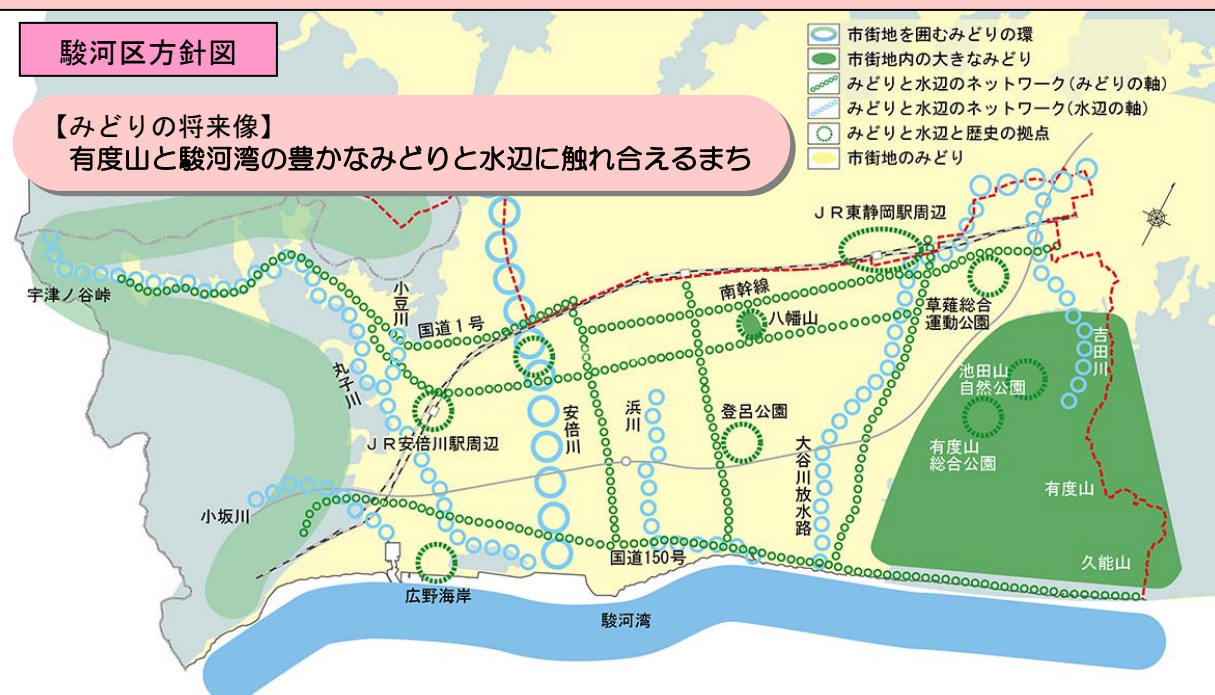 駿河区方針図
【みどりの将来像】
有度山と駿河湾の豊かなみどりと水辺に触れ合えるまち
市街地を囲むみどりの環
市街地内の大きなみどり
みどりと水辺のネットワーク(みどりの軸)
みどりと水辺のネットワーク(水辺の軸)
みどりと水辺と歴史の拠点
市街地のみどり
JR東静岡駅周辺
宇津ノ谷峠
小豆川
国道1号
南幹線
八幡山
草薙総合
運動公園
吉田川
丸子川
池田山
自然公園
JR安倍川駅周辺
安倍川
浜川
登呂公園
大谷川放水路
有度山
総合公園
有度山
小坂川
国道150号
久能山
広野海岸
駿河湾